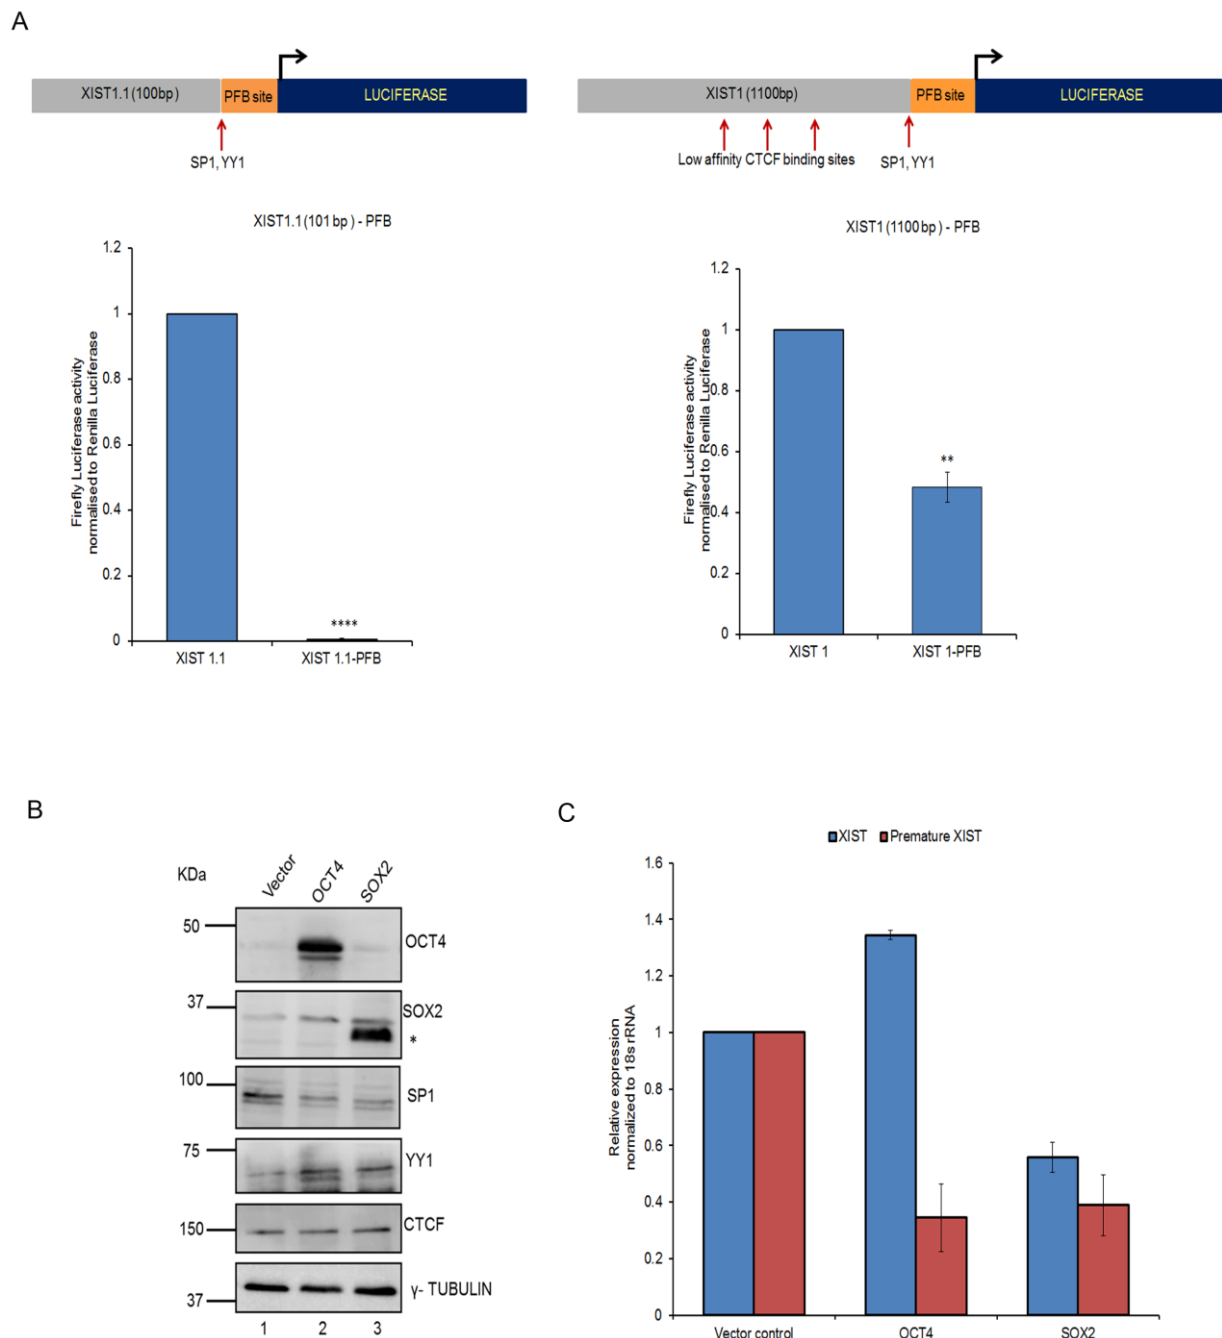 A
XIST1.1 (100bp)
PFB site
LUCIFERASE
SP1, YY1
XIST1 (1100bp)
PFB site
LUCIFERASE
Low affinity CTCF binding sites
SP1, YY1
XIST1.1 (101 bp) - PFB
Firefly Luciferase activity
normalised to Renilla Luciferase
1.2
1
0.8
0.6
0.4
0.2
0
****
XIST 1.1
XIST 1.1-PFB
XIST1 (1100bp) - PFB
Firefly Luciferase activity
normalised to Renilla Luciferase
1.2
1
0.8
0.6
0.4
0.2
0
**
XIST 1
XIST 1-PFB
B
KDa
Vector
OCT4
SOX2
50
OCT4
37
SOX2
*
100
SP1
75
YY1
150
CTCF
37
γ- TUBULIN
1 2 3
C
XIST Premature XIST
Relative expression
normalized to 18s rRNA
1.6
1.4
1.2
1
0.8
0.6
0.4
0.2
0
Vector control
OCT4
SOX2